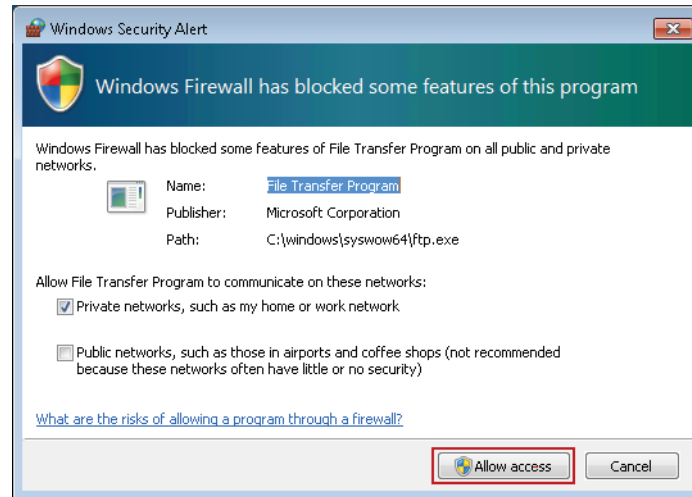 Windows Security Alert
Windows Firewall has blocked some features of this program
Windows Firewall has blocked some features of File Transfer Program on all public and private
networks.
Name: File Transfer Program
Publisher: Microsoft Corporation
Path: C:\windows\syswow64\ftp.exe
Allow File Transfer Program to communicate on these networks:
Private networks, such as my home or work network
Public networks, such as those in airports and coffee shops (not recommended
because these networks often have little or no security)
What are the risks of allowing a program through a firewall?
Allow access Cancel